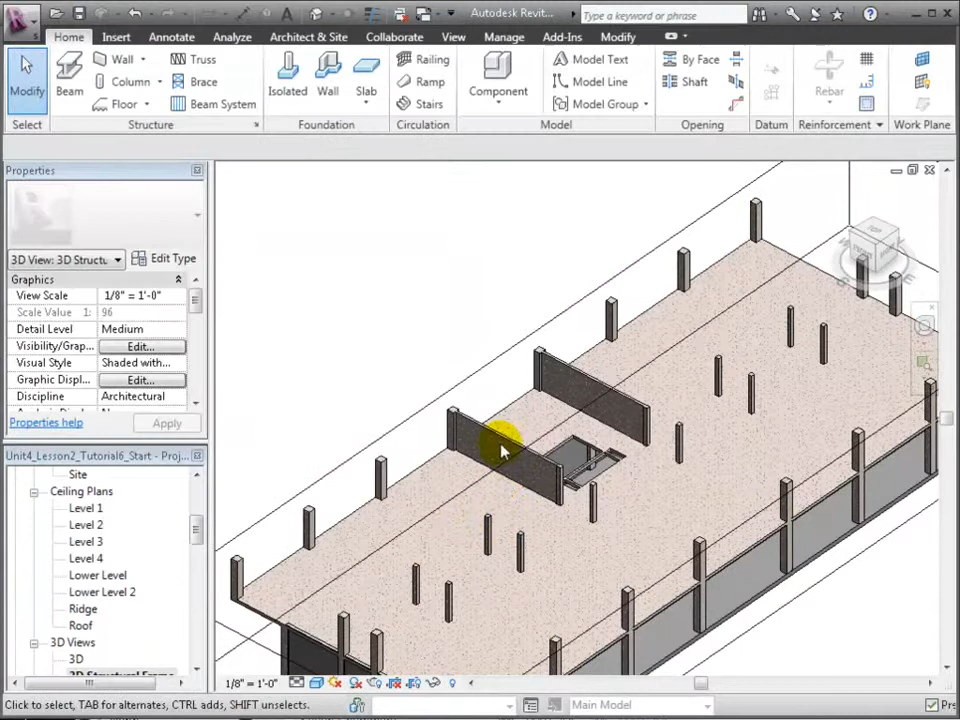 Autodesk Revit...
Type a keyword or phrase
Home Insert Annotate Analyze Architect & Site Collaborate View Manage Add-Ins Modify
Modify
Beam
Wall
Column
Floor
Truss
Brace
Beam System
Isolated
Wall
Slab
Railing
Ramp
Stairs
Component
Model Text
Model Line
Model Group
By Face
Shaft
Rebar
Select Structure Foundation Circulation Model Opening Datum Reinforcement Work Plane
Properties
3D View: 3D Structu
Edit Type
Graphics
View Scale 1/8" = 1'-0"
Scale Value 1: 96
Detail Level Medium
Visibility/Grap... Edit...
Visual Style Shaded with...
Graphic Displ... Edit...
Discipline Architectural
Properties help
Apply
Unit4_Lesson2_Tutorial6_Start - Proj...
Site
Ceiling Plans
Level 1
Level 2
Level 3
Level 4
Lower Level
Lower Level 2
Ridge
Roof
3D Views
3D
3D Structural Frame
1/8" = 1'-0"
Click to select, TAB for alternates, CTRL adds, SHIFT unselects.
Main Model
Pre